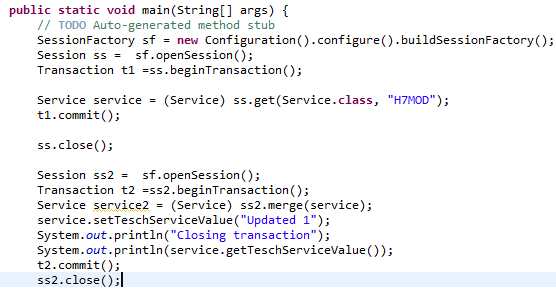 public static void main(String[] args) {
// TODO Auto-generated method stub
SessionFactory sf = new Configuration().configure().buildSessionFactory();
Session ss =  sf.openSession();
Transaction t1 =ss.beginTransaction();
Service service = (Service) ss.get(Service.class, "H7MOD");
t1.commit();
ss.close();
Session ss2 =  sf.openSession();
Transaction t2 =ss2.beginTransaction();
Service service2 = (Service) ss2.merge(service);
service.setTeschServiceValue("Updated 1");
System.out.println("Closing transaction");
System.out.println(service.getTeschServiceValue());
t2.commit();
ss2.close();